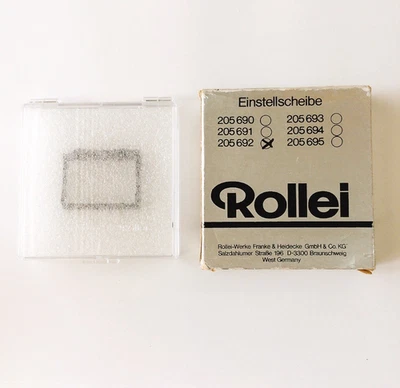 Einstellscheibe
205 690 205 693
205 691 205 694
205 692 205 695
Rollei
Rollei-Werke Franke & Heidecke GmbH & Co. KG
Salzdahlumer Straße 196 D-3300 Braunschweig
West Germany